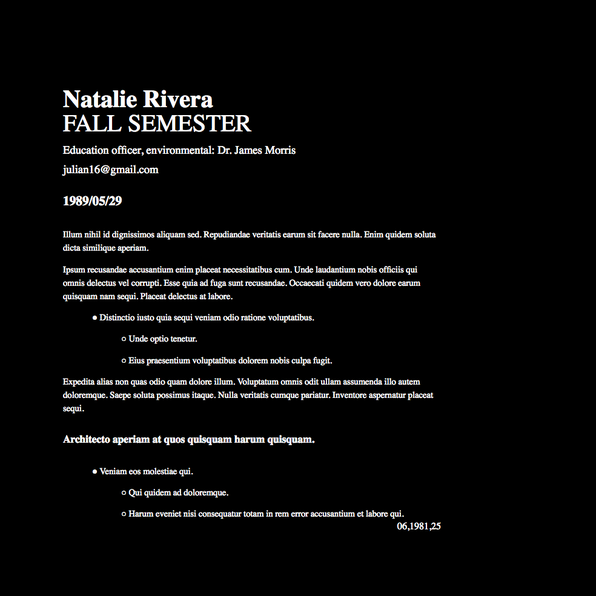 Natalie Rivera
FALL SEMESTER
Education officer, environmental: Dr. James Morris
julian16@gmail.com
1989/05/29
Illum nihil id dignissimos aliquam sed. Repudiandae veritatis earum sit facere nulla. Enim quidem soluta
dicta similique aperiam.
Ipsum recusandae accusantium enim placeat necessitatibus cum. Unde laudantium nobis officiis qui
omnis delectus vel corrupti. Esse quia ad fuga sunt recusandae. Occaecati quidem vero dolore earum
quisquam nam sequi. Placeat delectus at labore.
Distinctio iusto quia sequi veniam odio ratione voluptatibus.
Unde optio tenetur.
Eius praesentium voluptatibus dolorem nobis culpa fugit.
Expedita alias non quas odio quam dolore illum. Voluptatum omnis odit ullam assumenda illo autem
doloremque. Saepe soluta possimus itaque. Nulla veritatis cumque pariatur. Inventore aspernatur placeat
sequi.
Architecto aperiam at quos quisquam harum quisquam.
Veniam eos molestiae qui.
Qui quidem ad doloremque.
Harum eveniet nisi consequatur totam in rem error accusantium et labore qui.
06,1981,25